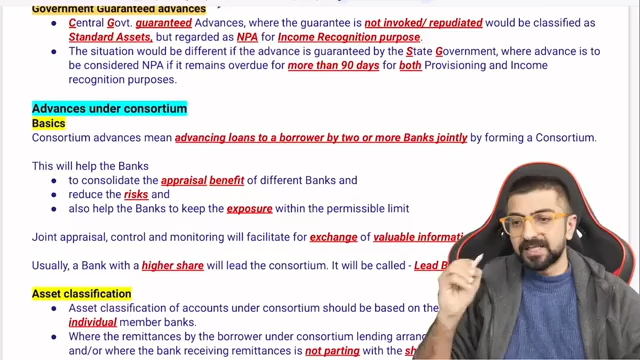 Government Guaranteed advances
● Central Govt. guaranteed Advances, where the guarantee is not invoked/ repudiated would be classified as
Standard Assets, but regarded as NPA for Income Recognition purpose.
● The situation would be different if the advance is guaranteed by the State Government, where advance is to
be considered NPA if it remains overdue for more than 90 days for both Provisioning and Income
recognition purposes.
Advances under consortium
Basics
Consortium advances mean advancing loans to a borrower by two or more Banks jointly by forming a Consortium.
This will help the Banks
● to consolidate the appraisal benefit of different Banks and
● reduce the risks and
● also help the Banks to keep the exposure within the permissible limit
Joint appraisal, control and monitoring will facilitate for exchange of valuable
Usually, a Bank with a higher share will lead the consortium. It will be called - Lead
Asset classification
● Asset classification of accounts under consortium should be based on the
individual member banks.
● Where the remittances by the borrower under consortium lending
and/or where the bank receiving remittances is not parting with the